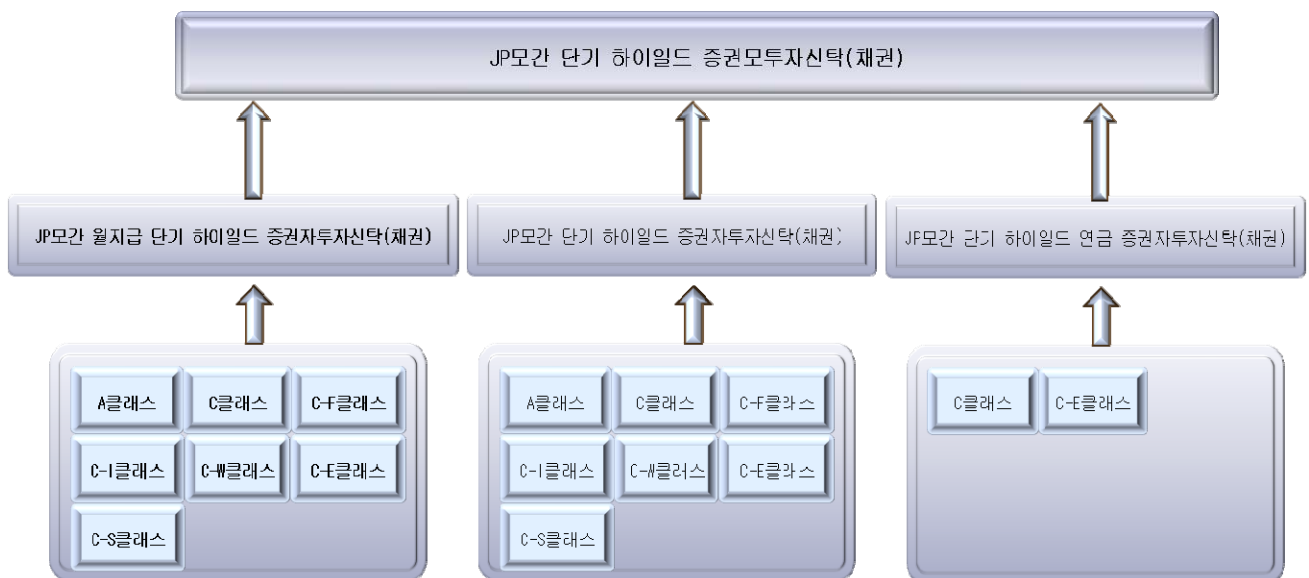 JP모간 단기 하이일드 증권모투자신탁(채권)
JP모간 월지급 단기 하이일드 증권자투자신탁(채권)
JP모간 단기 하이일드 증권자투자신탁(채권)
JP모간 단기 하이일드 연금 증권자투자신탁(채권)
A클래스 C클래스 C-F클래스
C-I클래스 C-W클래스 C-E클래스
C-S클래스
A클래스 C클래스 C-F클래스
C-I클래스 C-W클래스 C-E클래스
C-S클래스
C클래스 C-E클래스